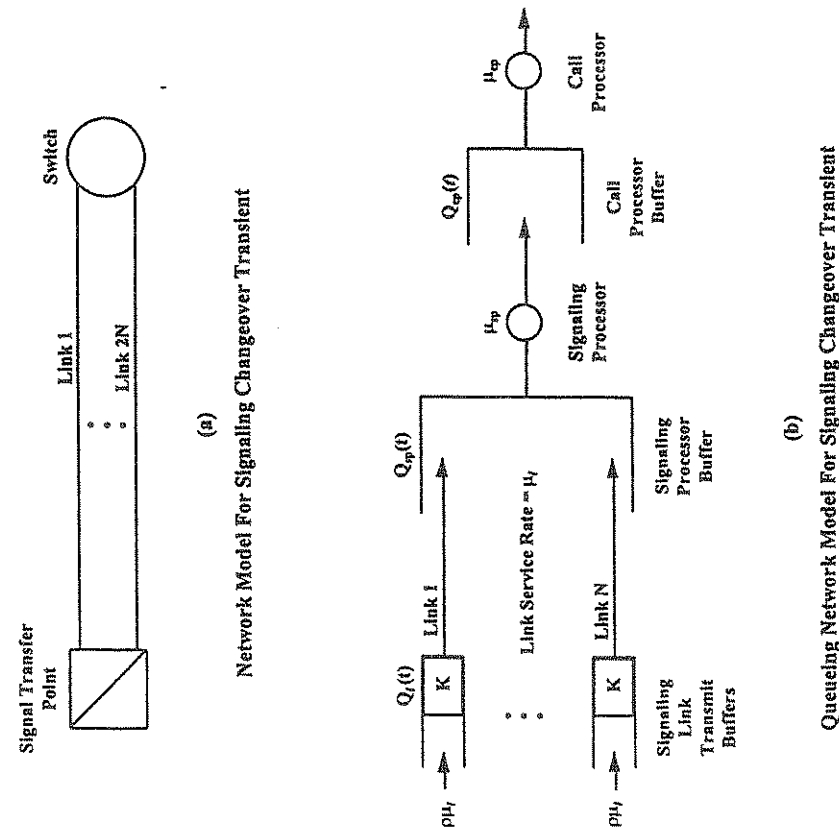 Signal Transfer
Point
Switch
Link 1
Link 2N
(a)
Network Model For Signaling Changeover Transient
ρμ_l
ρμ_l
Q_l(t)
K
K
Signaling
Link
Transmit
Buffers
Link 1
Link Service Rate = μ_l
Link N
Q_sp(t)
Signaling
Processor
Buffer
μ_sp
Signaling
Processor
Q_cp(t)
Call
Processor
Buffer
μ_cp
Call
Processor
(b)
Queueing Network Model For Signaling Changeover Transient